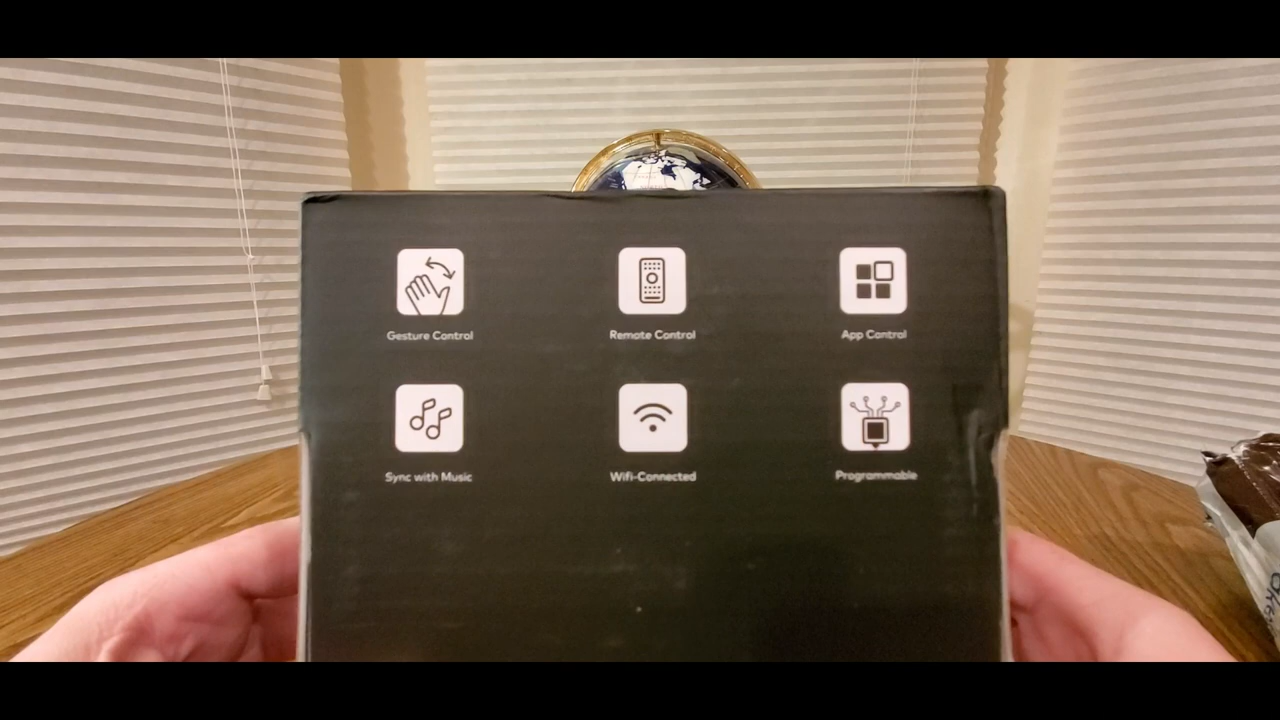 Gesture Control
Remote Control
App Control
Sync with Music
Wifi-Connected
Programmable